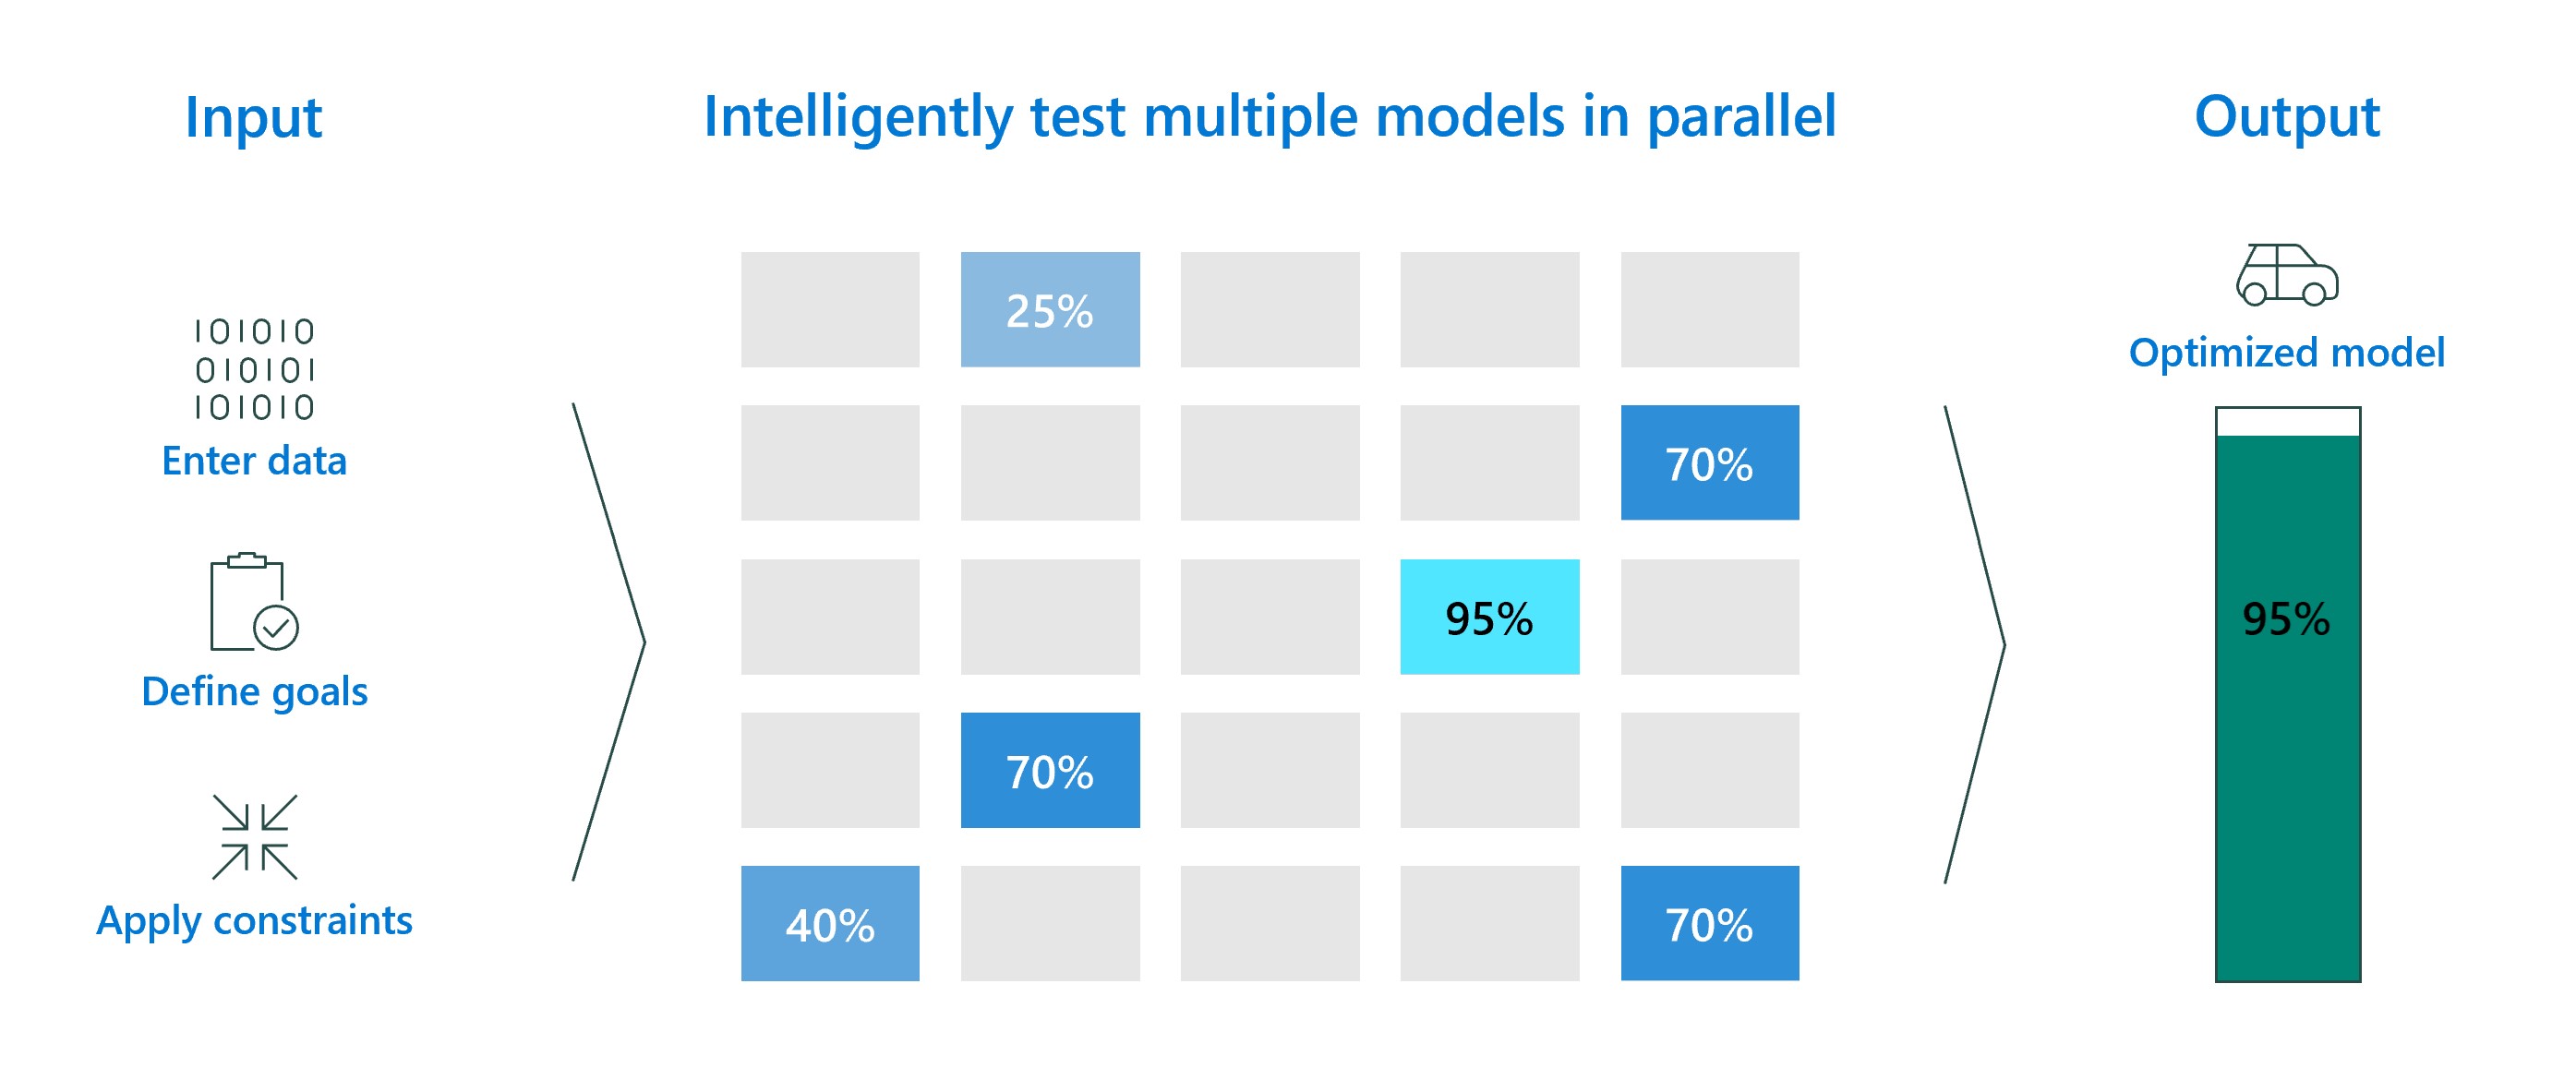 Input
Intelligently test multiple models in parallel
Output
101010
010101
101010
Enter data
Define goals
Apply constraints
25%
70%
95%
70%
40%
70%
Optimized model
95%